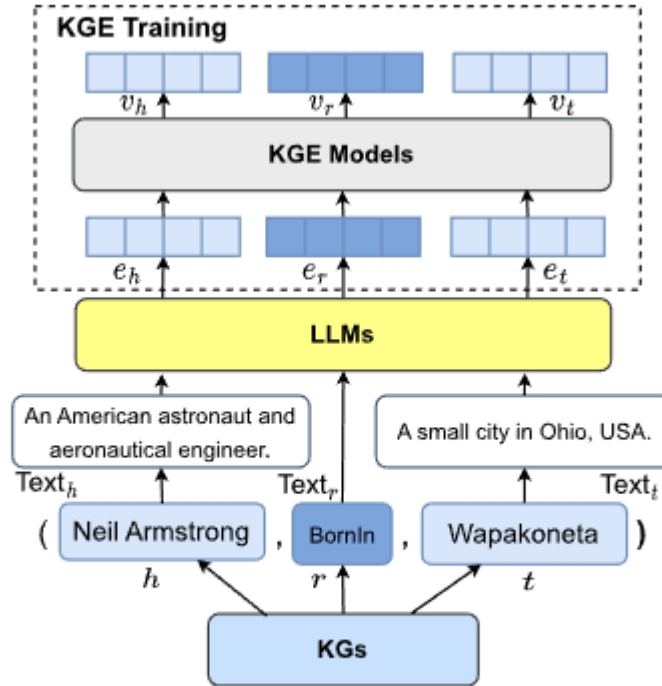 KGE Training
v_h v_r v_t
KGE Models
e_h e_r e_t
LLMs
An American astronaut and
aeronautical engineer.
A small city in Ohio, USA.
Text_h Text_r Text_t
( Neil Armstrong , BornIn , Wapakoneta )
h r t
KGs